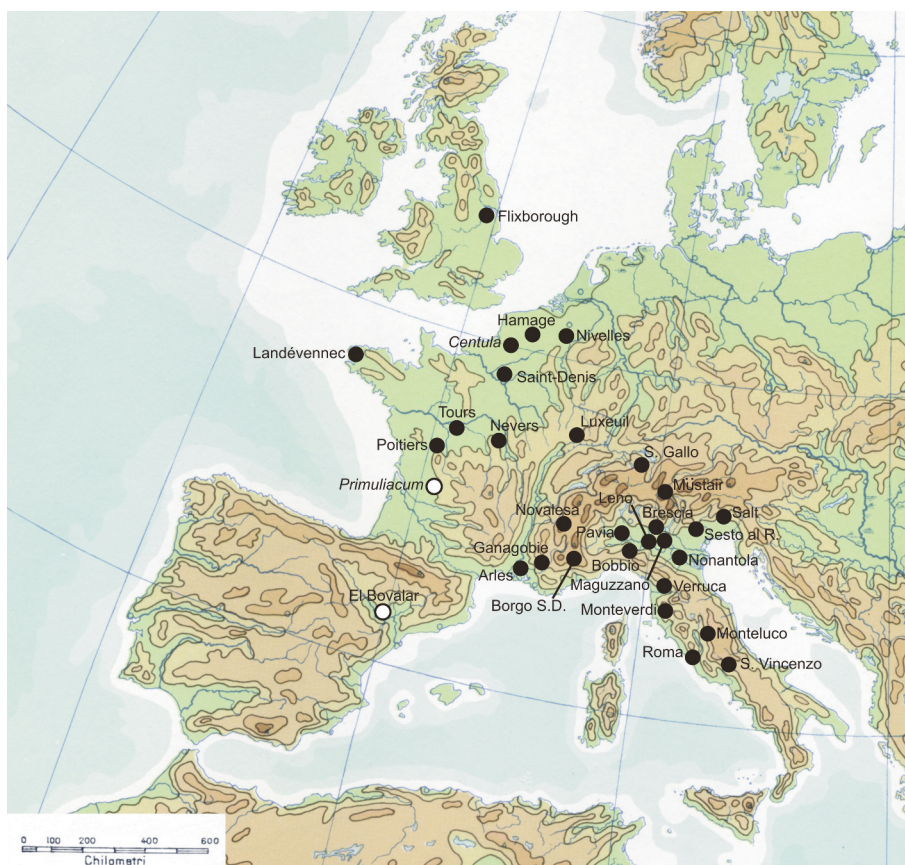 Flixborough
Hamage
Centula
Nivelles
Landévennec
Saint-Denis
Tours
Nevers
Luxeuil
Poitiers
S. Gallo
Primuliacum
Müstair
Leno
Novalesa
Brescia
Salt
Pavia
Sesto al R.
Ganagobie
Bobbio
Nonantola
Arles
Maguzzano
Verruca
El Bovalar
Borgo S.D.
Monteverdi
Monteluco
Roma
S. Vincenzo
0 100 200 400 600
Chilometri